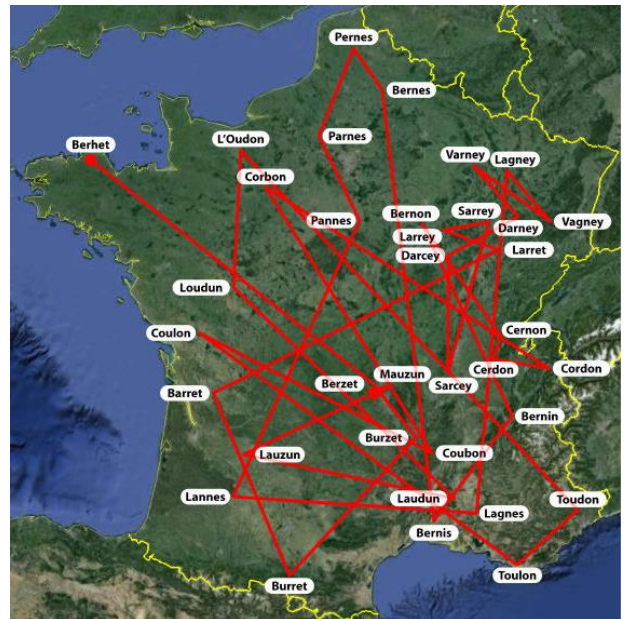 Pernes
Bernes
Berhet
L'Oudon
Parnes
Varney
Lagney
Corbon
Pannes
Bernon
Sarrey
Vagney
Larrey
Darney
Darcey
Larret
Loudun
Coulon
Cernon
Mauzun
Cerdon
Cordon
Berzet
Sarcey
Barret
Bernin
Burzet
Lauzun
Coubon
Lannes
Laudun
Toudon
Lagnes
Bernis
Toulon
Burret